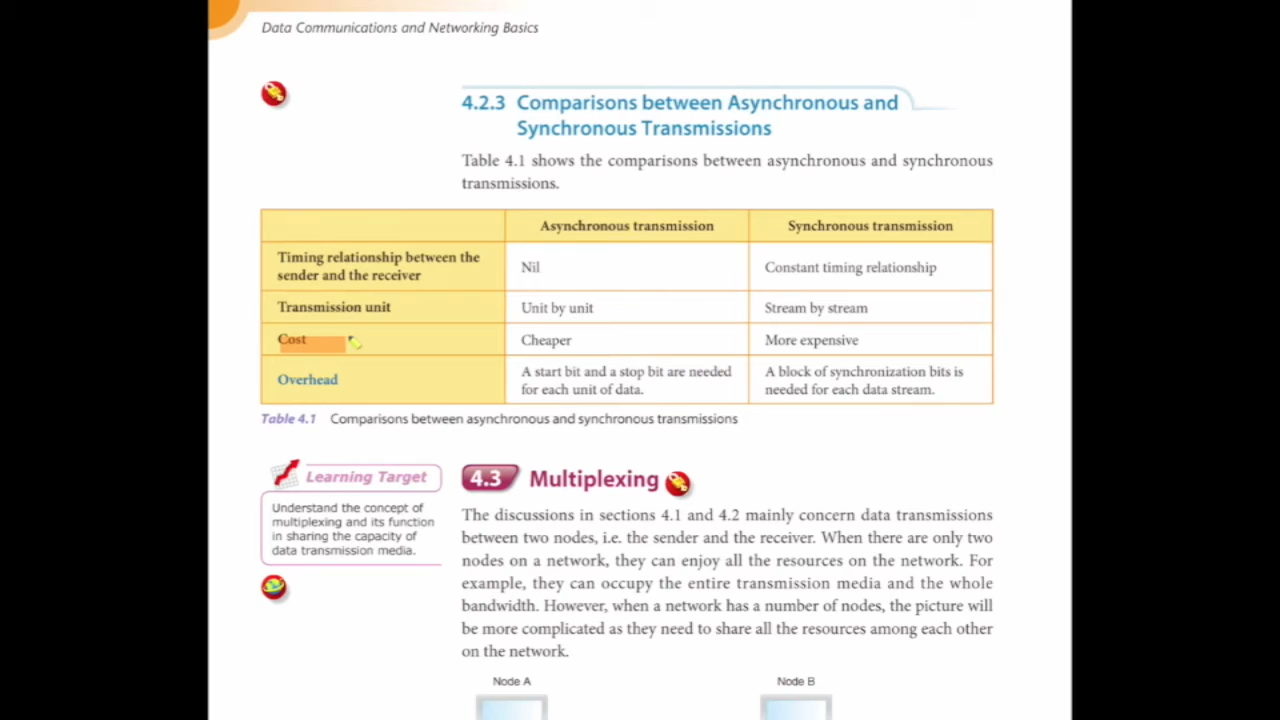 Data Communications and Networking Basics
4.2.3 Comparisons between Asynchronous and
Synchronous Transmissions
Table 4.1 shows the comparisons between asynchronous and synchronous
transmissions.
Asynchronous transmission Synchronous transmission
Timing relationship between the
sender and the receiver
Nil
Constant timing relationship
Transmission unit Unit by unit Stream by stream
Cost Cheaper More expensive
Overhead
A start bit and a stop bit are needed
for each unit of data.
A block of synchronization bits is
needed for each data stream.
Table 4.1 Comparisons between asynchronous and synchronous transmissions
Learning Target
Understand the concept of
multiplexing and its function
in sharing the capacity of
data transmission media.
4.3 Multiplexing
The discussions in sections 4.1 and 4.2 mainly concern data transmissions
between two nodes, i.e. the sender and the receiver. When there are only two
nodes on a network, they can enjoy all the resources on the network. For
example, they can occupy the entire transmission media and the whole
bandwidth. However, when a network has a number of nodes, the picture will
be more complicated as they need to share all the resources among each other
on the network.
Node A Node B